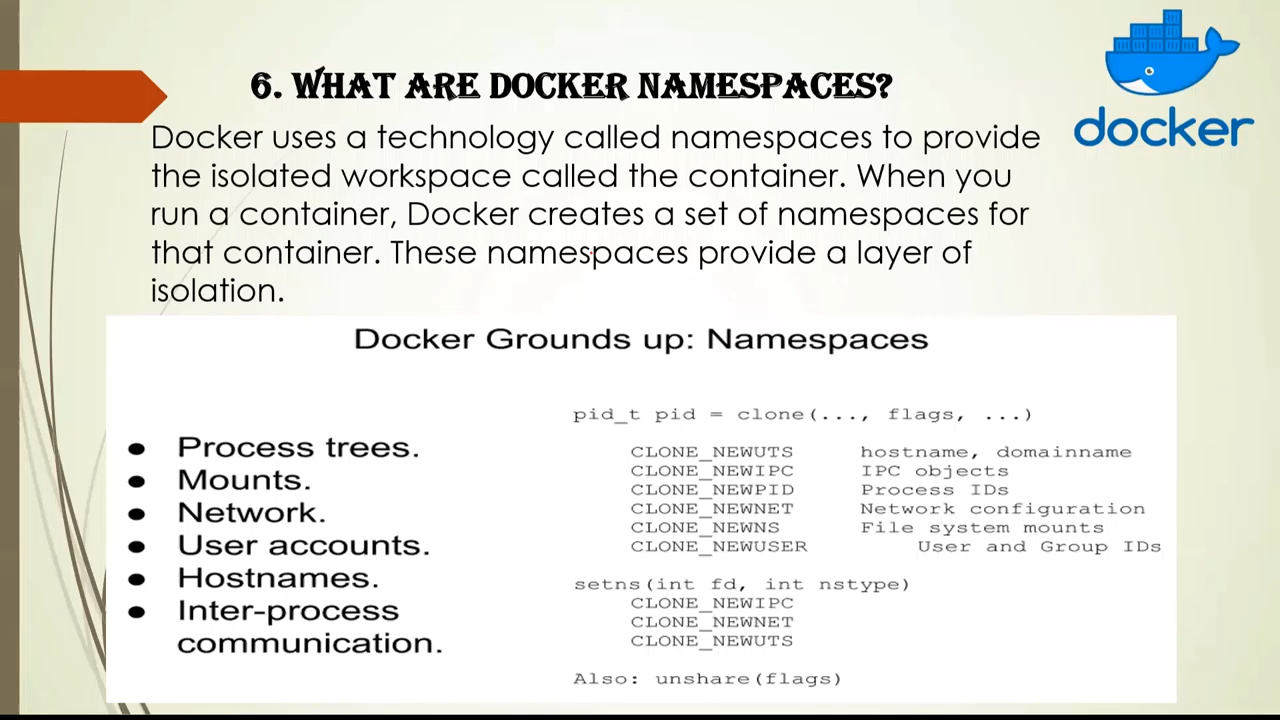 6. WHAT ARE DOCKER NAMESPACES?
docker
Docker uses a technology called namespaces to provide
the isolated workspace called the container. When you
run a container, Docker creates a set of namespaces for
that container. These namespaces provide a layer of
isolation.
Docker Grounds up: Namespaces
● Process trees.
● Mounts.
● Network.
● User accounts.
● Hostnames.
● Inter-process
communication.
pid_t pid = clone(..., flags, ...)
CLONE_NEWUTS hostname, domainname
CLONE_NEWIPC IPC objects
CLONE_NEWPID Process IDs
CLONE_NEWNET Network configuration
CLONE_NEWNS File system mounts
CLONE_NEWUSER User and Group IDs
setns(int fd, int nstype)
CLONE_NEWIPC
CLONE_NEWNET
CLONE_NEWUTS
Also: unshare(flags)